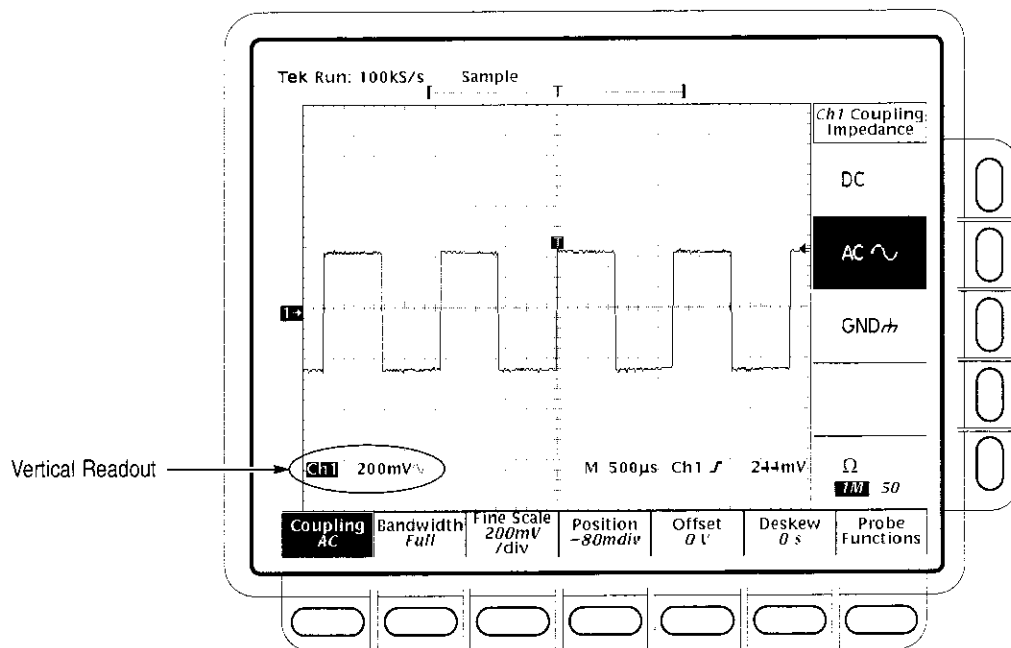 Tek Run: 100kS/s Sample
[ T ]
Ch1 Coupling
Impedance
DC
T
AC
1
GND
Vertical Readout
Ch1 200mV
M 500µs Ch1 244mV
Ω
1M 50
Coupling
AC
Bandwidth
Full
Fine Scale
200mV
/div
Position
-80mdiv
Offset
0 V
Deskew
0 s
Probe
Functions